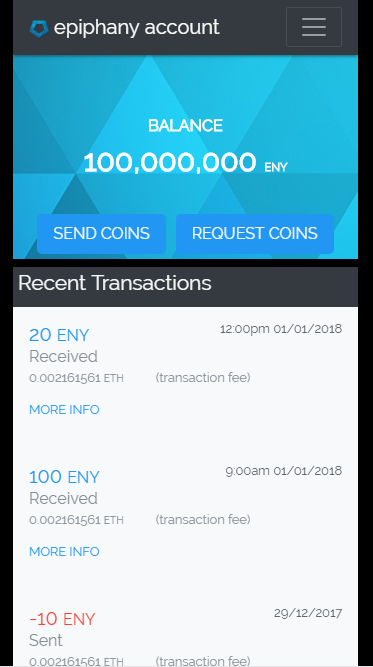 epiphany account
BALANCE
100,000,000 ENY
SEND COINS REQUEST COINS
Recent Transactions
20 ENY 12:00pm 01/01/2018
Received
0.002161561 ETH (transaction fee)
MORE INFO
100 ENY 9:00am 01/01/2018
Received
0.002161561 ETH (transaction fee)
MORE INFO
-10 ENY 29/12/2017
Sent
0.002161561 ETH (transaction fee)